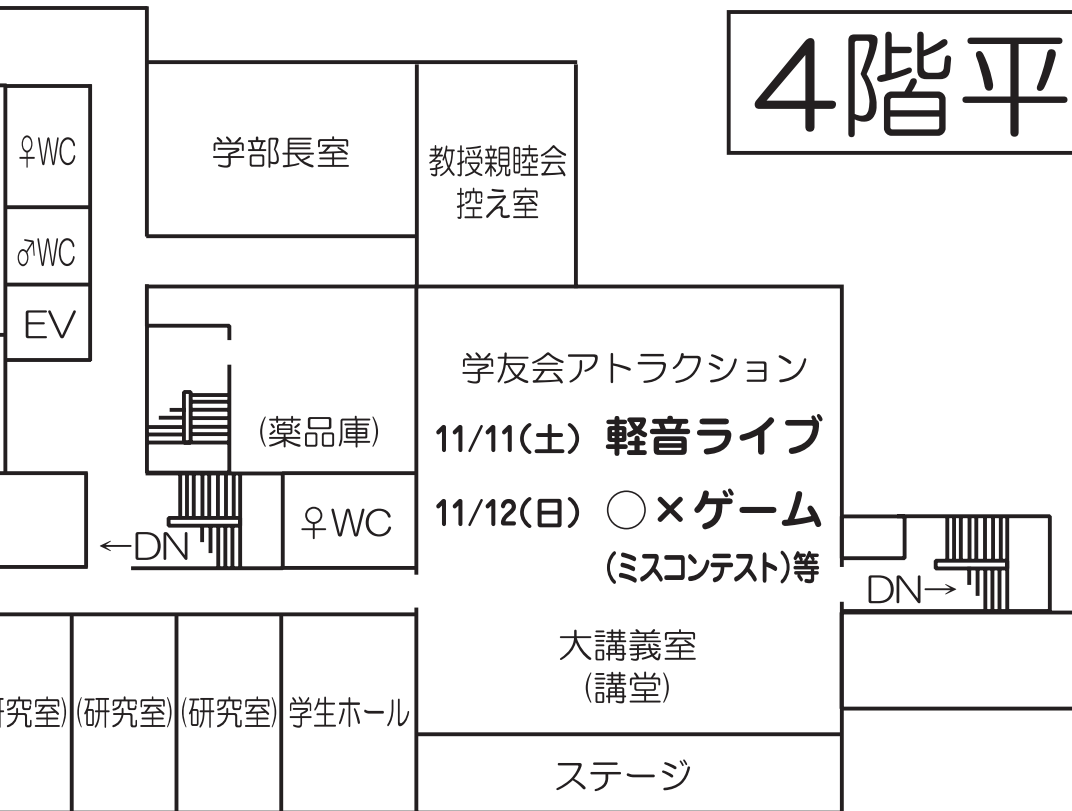 4階平
♀WC
♂WC
EV
学部長室
教授親睦会
控え室
(薬品庫)
♀WC
←DN
学友会アトラクション
11/11(土) 軽音ライブ
11/12(日) ○×ゲーム
(ミスコンテスト)等
大講義室
(講堂)
DN→
研究室)
(研究室)
(研究室)
学生ホール
ステージ